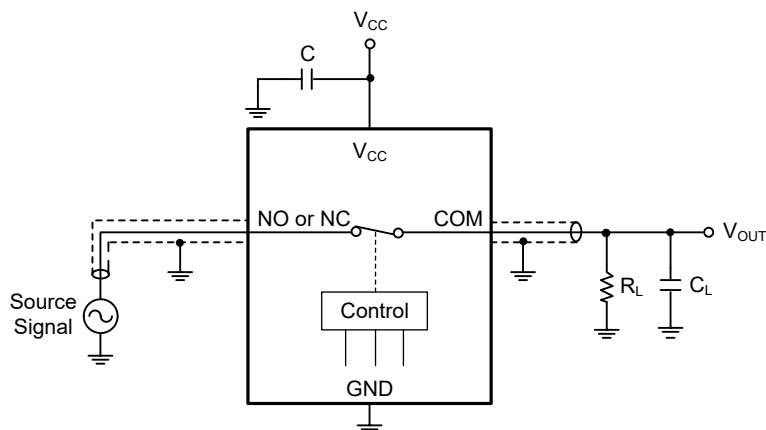 VCC
C
VCC
NO or NC
COM
VOUT
Source
Signal
Control
RL
CL
GND